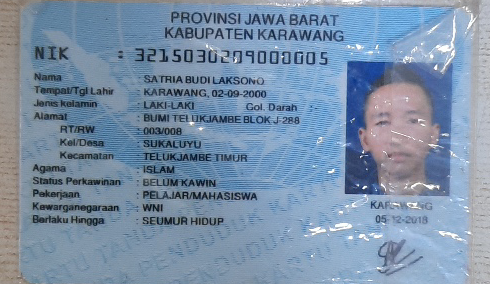 PROVINSI JAWA BARAT
KABUPATEN KARAWANG
NIK : 3215030209000005
Nama : SATRIA BUDI LAKSONO
Tempat/Tgl Lahir : KARAWANG, 02-09-2000
Jenis kelamin : LAKI-LAKI Gol. Darah : -
Alamat : BUMI TELUKJAMBE BLOK J-288
RT/RW : 003/008
Kel/Desa : SUKALUYU
Kecamatan : TELUKJAMBE TIMUR
Agama : ISLAM
Status Perkawinan : BELUM KAWIN
Pekerjaan : PELAJAR/MAHASISWA
Kewarganegaraan : WNI
Berlaku Hingga : SEUMUR HIDUP
KARAWANG
05-12-2018